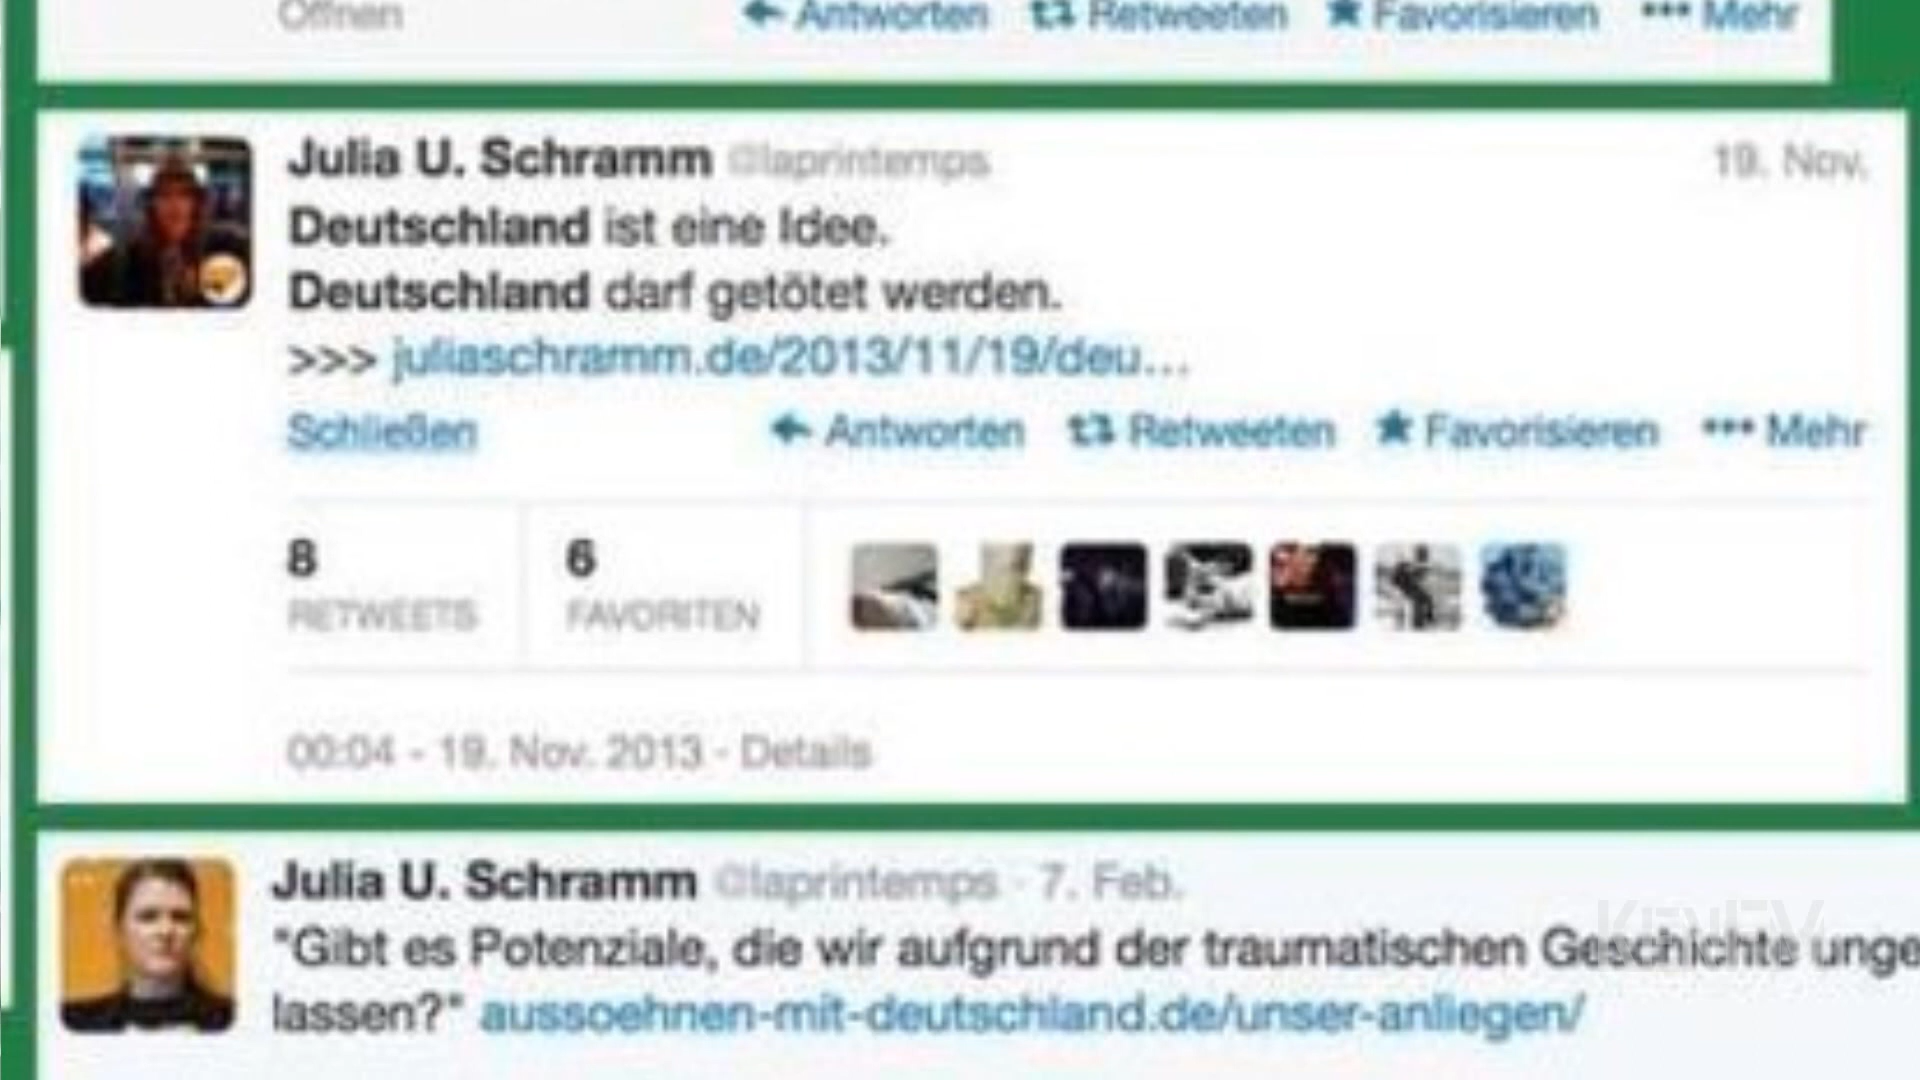 Öffnen Antworten Retweeten Favorisieren Mehr
Julia U. Schramm @laprintemps 19. Nov.
Deutschland ist eine Idee.
Deutschland darf getötet werden.
>>> juliaschramm.de/2013/11/19/deu...
Schließen Antworten Retweeten Favorisieren Mehr
8 6
RETWEETS FAVORITEN
00:04 - 19. Nov. 2013 · Details
Julia U. Schramm @laprintemps · 7. Feb.
"Gibt es Potenziale, die wir aufgrund der traumatischen Geschichte unge
lassen?" aussoehnen-mit-deutschland.de/unser-anliegen/